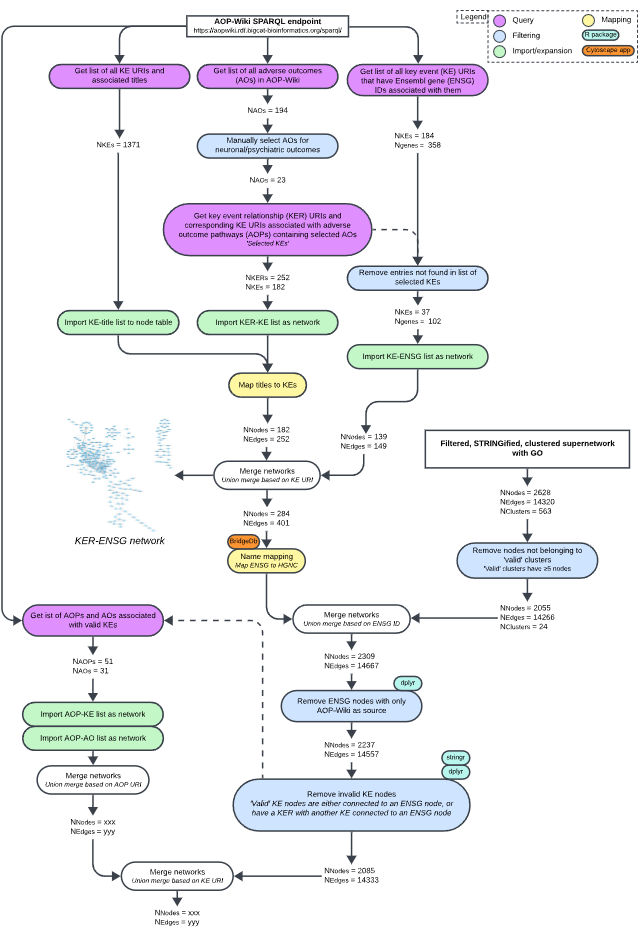 AOP-Wiki SPARQL endpoint
https://aopwiki.rdf.bigcat-bioinformatics.org/sparql/
Legend
Query
Filtering
Import/expansion
Mapping
R package
Cytoscape app
Get list of all KE URIs and
associated titles
Get list of all adverse outcomes
(AOs) in AOP-Wiki
Get list of all key event (KE) URIs
that have Ensembl gene (ENSG)
IDs associated with them
NAOs = 194
NKEs = 1371
NKEs = 184
Ngenes = 358
Manually select AOs for
neuronal/psychiatric outcomes
NAOs = 23
Get key event relationship (KER) URIs and
corresponding KE URIs associated with adverse
outcome pathways (AOPs) containing selected AOs
'Selected KEs'
Remove entries not found in list of
selected KEs
NKERs = 252
NKEs = 182
NKEs = 37
Ngenes = 102
Import KE-title list to node table
Import KER-KE list as network
Import KE-ENSG list as network
Map titles to KEs
NNodes = 182
NEdges = 252
NNodes = 139
NEdges = 149
Filtered, STRINGified, clustered supernetwork
with GO
Merge networks
Union merge based on KE URI
NNodes = 2628
NEdges = 14320
NClusters = 563
NNodes = 284
NEdges = 401
KER-ENSG network
BridgeDb
Name mapping
Map ENSG to HGNC
Remove nodes not belonging to
'valid' clusters
'Valid' clusters have ≥5 nodes
NNodes = 2055
NEdges = 14266
NClusters = 24
Get ist of AOPs and AOs associated
with valid KEs
Merge networks
Union merge based on ENSG ID
NAOPs = 51
NAOs = 31
NNodes = 2309
NEdges = 14667
dplyr
Remove ENSG nodes with only
AOP-Wiki as source
Import AOP-KE list as network
Import AOP-AO list as network
NNodes = 2237
NEdges = 14557
stringr
dplyr
Merge networks
Union merge based on AOP URI
Remove invalid KE nodes
'Valid' KE nodes are either connected to an ENSG node, or
have a KER with another KE connected to an ENSG node
NNodes = xxx
NEdges = yyy
Merge networks
Union merge based on KE URI
NNodes = 2085
NEdges = 14333
NNodes = xxx
NEdges = yyy